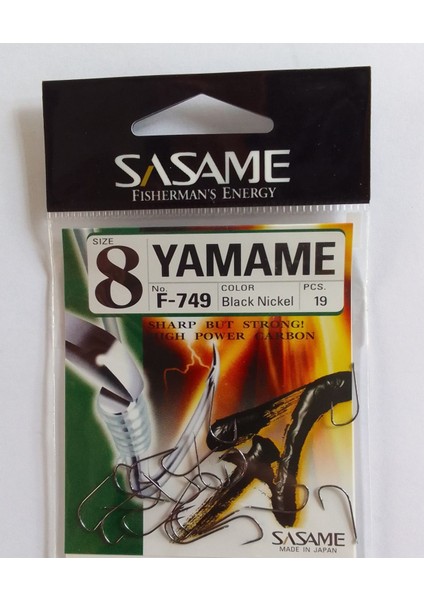 SASAME
FISHERMAN'S ENERGY
SIZE
8
YAMAME
No.
F-749
COLOR
Black Nickel
PCS.
19
SHARP BUT STRONG!
HIGH POWER CARBON
SASAME
MADE IN JAPAN